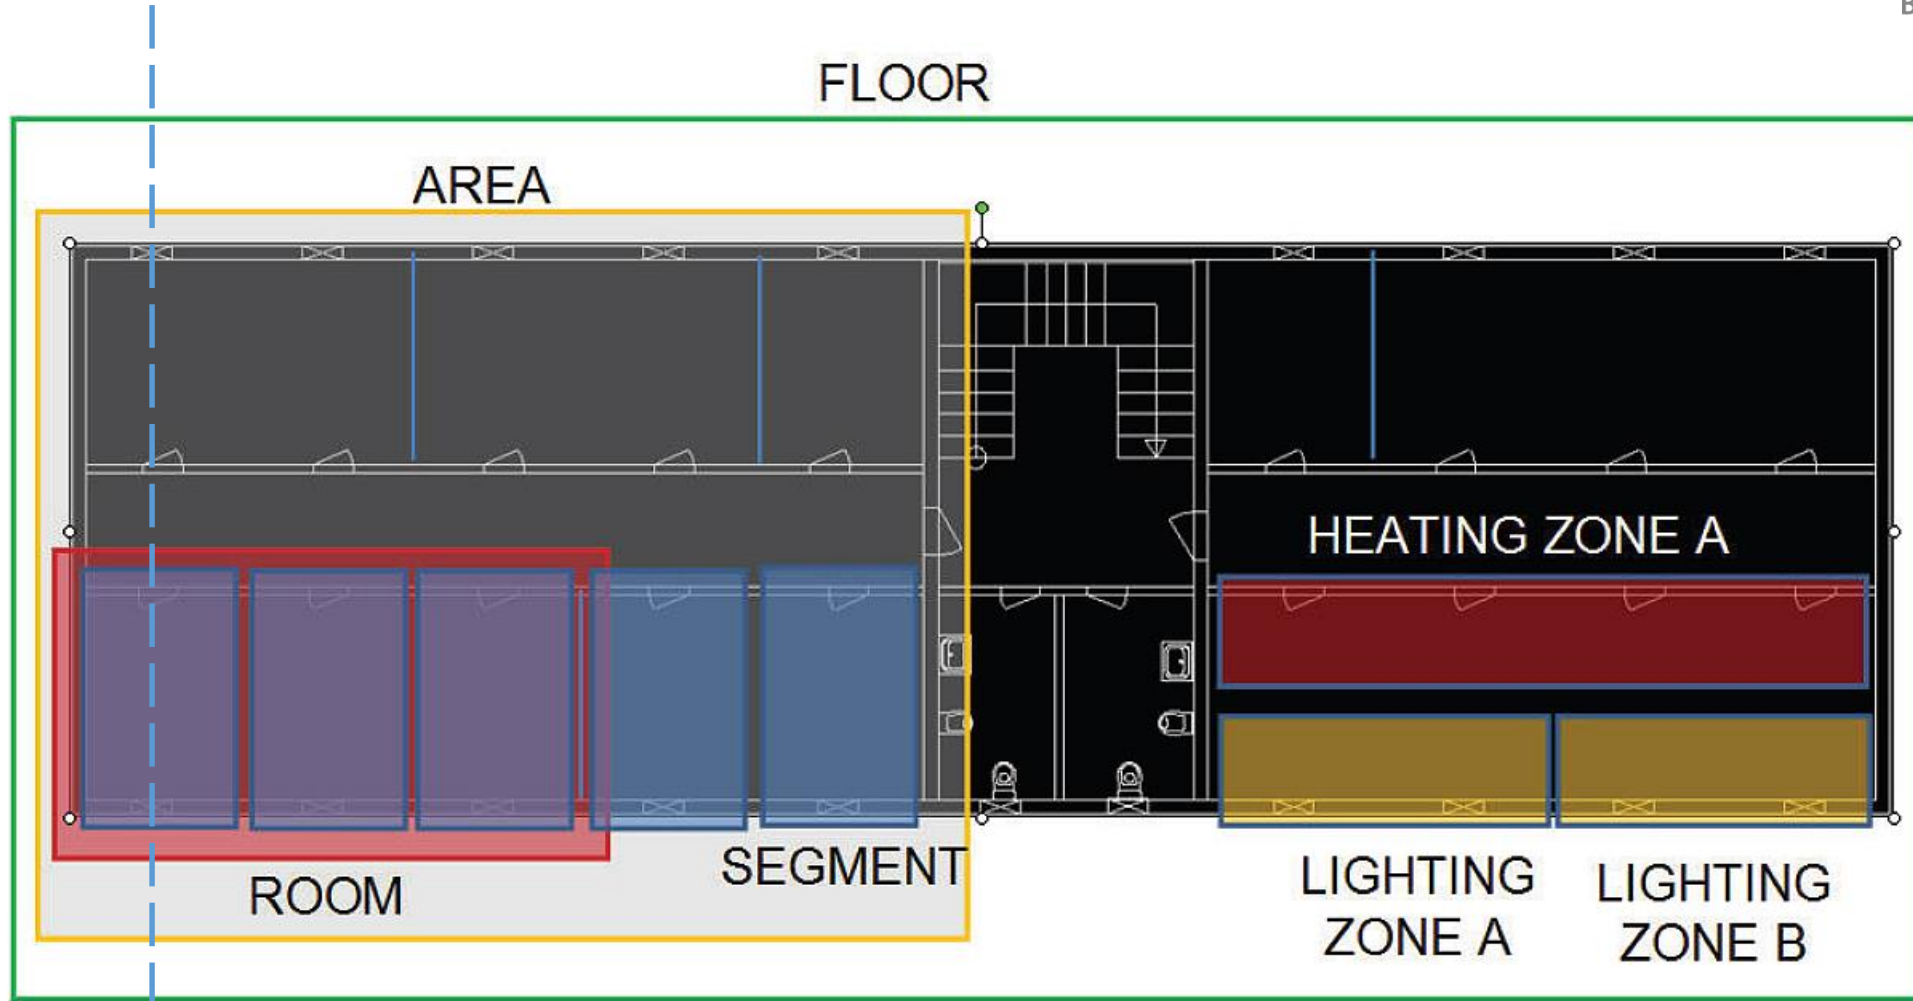 B
FLOOR
AREA
HEATING ZONE A
SEGMENT
ROOM
LIGHTING
ZONE A
LIGHTING
ZONE B